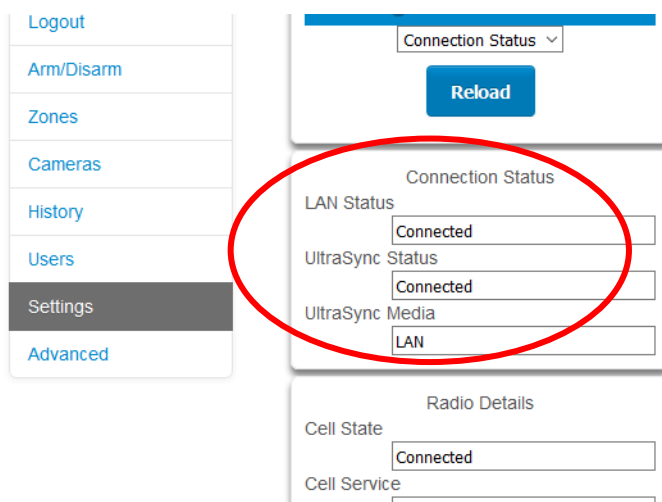 Logout
Arm/Disarm
Zones
Cameras
History
Users
Settings
Advanced
Connection Status
Reload
Connection Status
LAN Status
Connected
UltraSync Status
Connected
UltraSync Media
LAN
Radio Details
Cell State
Connected
Cell Service